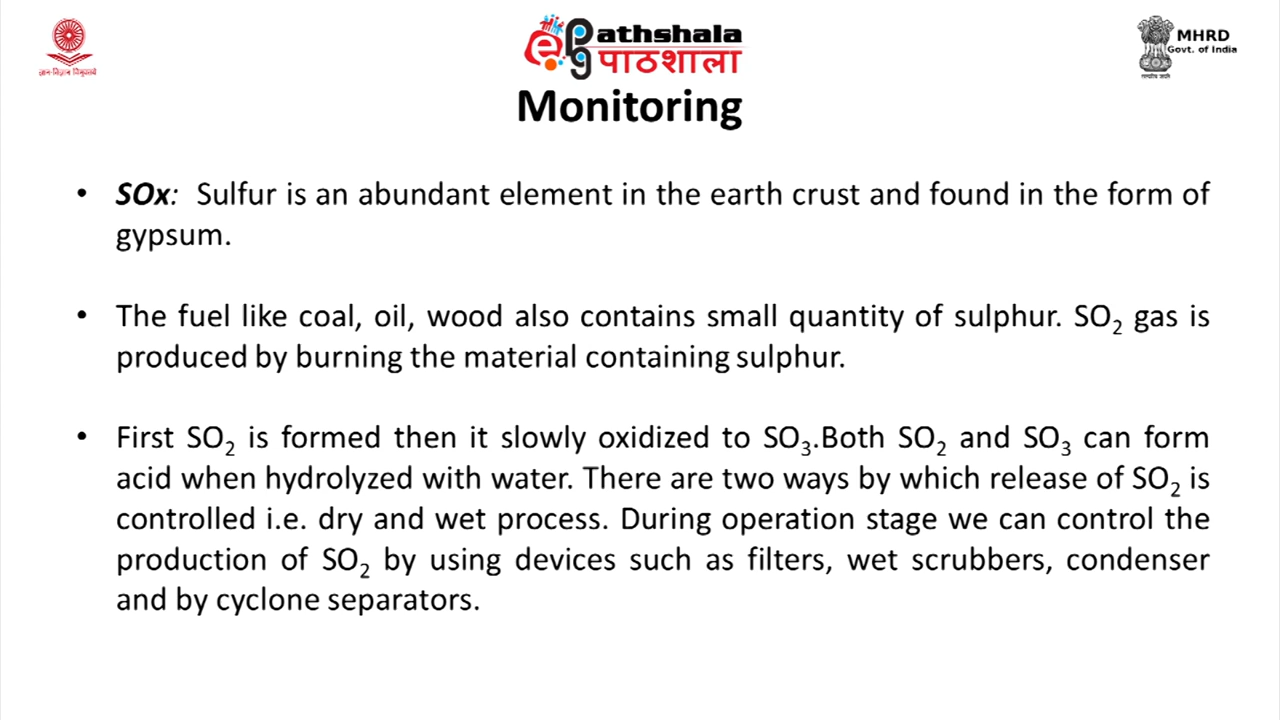 ज्ञान-विज्ञान विमुक्तये
ePathshala
पाठशाला
MHRD
Govt. of India
सत्यमेव जयते
Monitoring
• SOx: Sulfur is an abundant element in the earth crust and found in the form of
gypsum.
• The fuel like coal, oil, wood also contains small quantity of sulphur. SO₂ gas is
produced by burning the material containing sulphur.
• First SO₂ is formed then it slowly oxidized to SO₃.Both SO₂ and SO₃ can form
acid when hydrolyzed with water. There are two ways by which release of SO₂ is
controlled i.e. dry and wet process. During operation stage we can control the
production of SO₂ by using devices such as filters, wet scrubbers, condenser
and by cyclone separators.